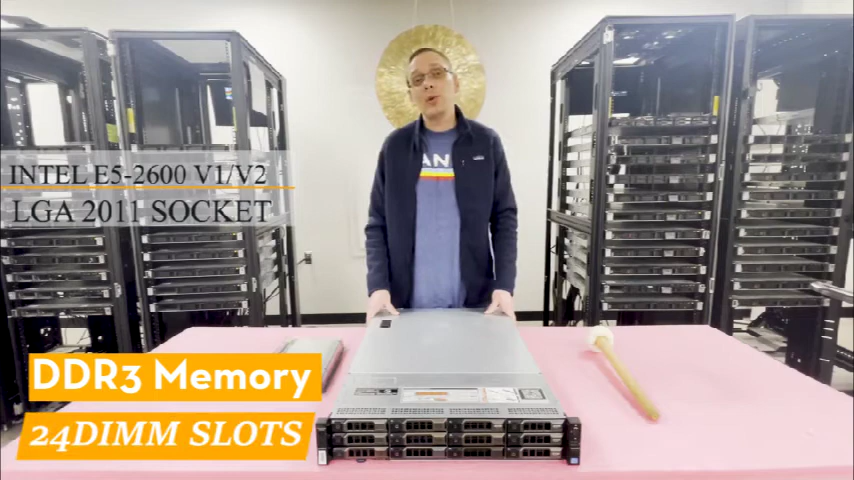 INTEL E5-2600 V1/V2
LGA 2011 SOCKET
DDR3 Memory
24DIMM SLOTS